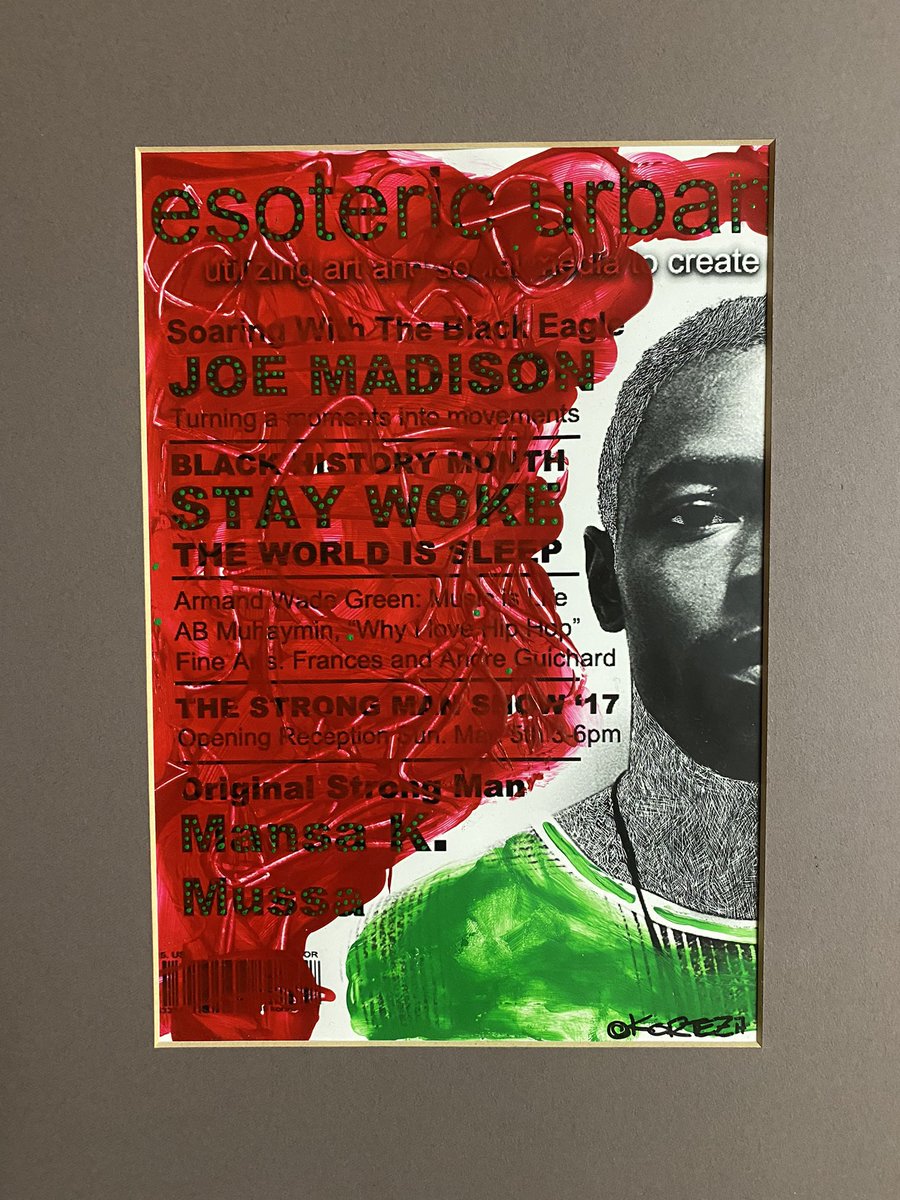 esoteric urban
utilizing art and social media to create
Soaring With The Black Eagle
JOE MADISON
Turning a moments into movements
BLACK HISTORY MONTH
STAY WOKE
THE WORLD IS SLEEP
Armand Wade Green: Music is Life
AB Muhaymin, "Why I love Hip Hop"
Fine Arts: Frances and Andre Guichard
THE STRONG MAN SHOW '17
Opening Reception Sun. Mar 5th 3-6pm
Original Strong Man
Mansa K.
Mussa
©KOREZ